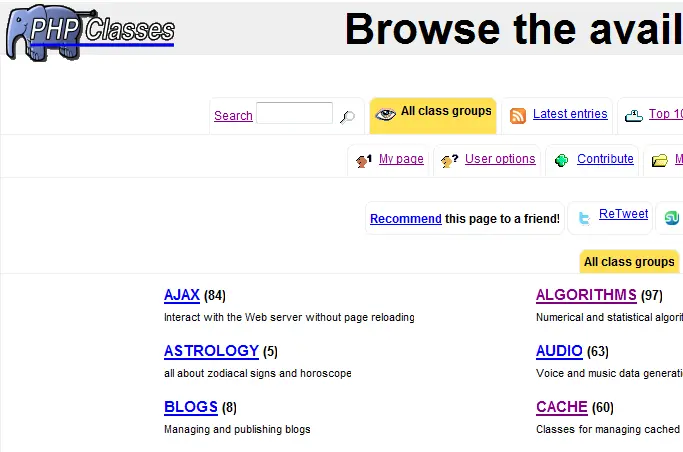 PHP Classes
Browse the avail
Search
All class groups
Latest entries
Top 10
1 My page
? User options
Contribute
M
Recommend this page to a friend!
ReTweet
All class groups
AJAX (84)
ALGORITHMS (97)
Interact with the Web server without page reloading
Numerical and statistical algorit
ASTROLOGY (5)
AUDIO (63)
all about zodiacal signs and horoscope
Voice and music data generati
BLOGS (8)
CACHE (60)
Managing and publishing blogs
Classes for managing cached